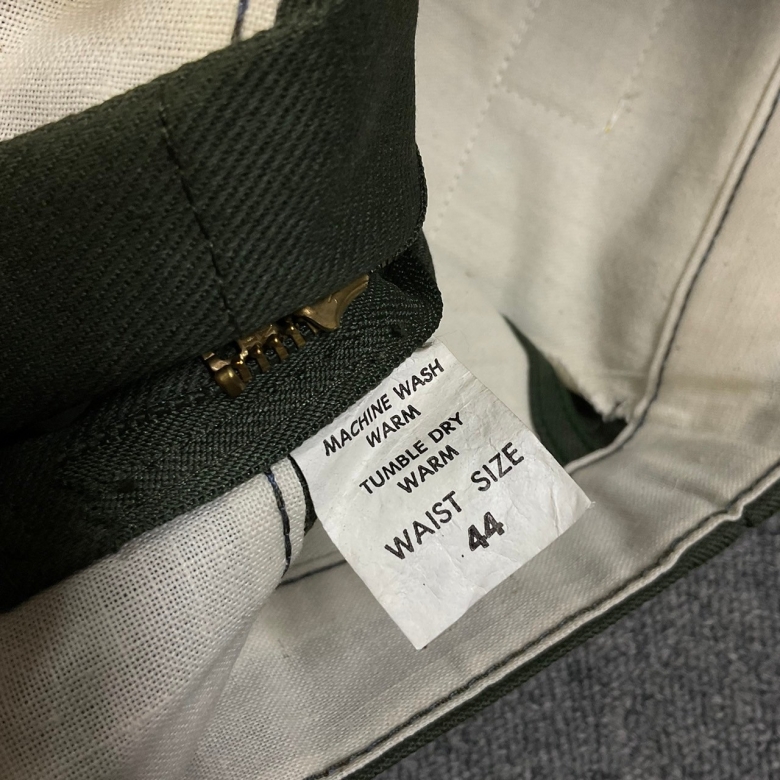 MACHINE WASH
WARM
TUMBLE DRY
WARM
WAIST SIZE
44